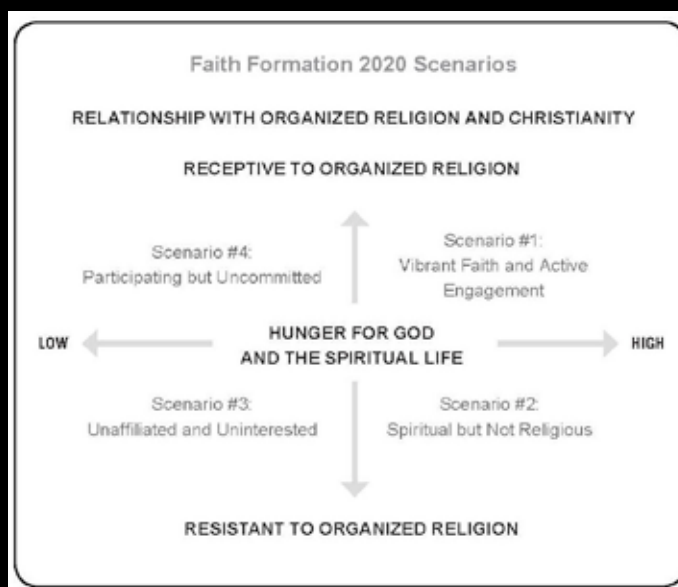 Faith Formation 2020 Scenarios
RELATIONSHIP WITH ORGANIZED RELIGION AND CHRISTIANITY
RECEPTIVE TO ORGANIZED RELIGION
Scenario #4:
Participating but Uncommitted
Scenario #1:
Vibrant Faith and Active
Engagement
LOW
HUNGER FOR GOD
AND THE SPIRITUAL LIFE
HIGH
Scenario #3:
Unaffiliated and Uninterested
Scenario #2:
Spiritual but Not Religious
RESISTANT TO ORGANIZED RELIGION